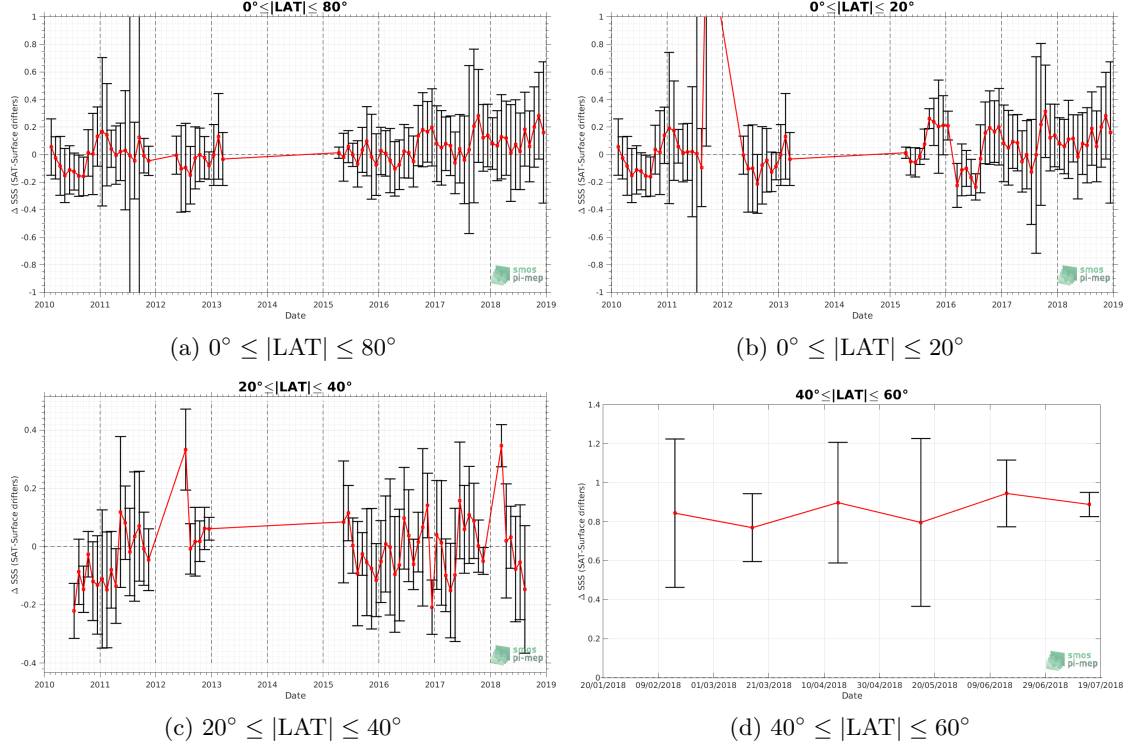 0°≤|LAT|≤ 80°
1
0.8
0.6
0.4
0.2
0
-0.2
-0.4
-0.6
-0.8
-1
Δ SSS (SAT-Surface drifters)
2010 2011 2012 2013 2014 2015 2016 2017 2018 2019
Date
smos
pi-mep
(a) 0° ≤ |LAT| ≤ 80°
0°≤|LAT|≤ 20°
1
0.8
0.6
0.4
0.2
0
-0.2
-0.4
-0.6
-0.8
-1
Δ SSS (SAT-Surface drifters)
2010 2011 2012 2013 2014 2015 2016 2017 2018 2019
Date
smos
pi-mep
(b) 0° ≤ |LAT| ≤ 20°
20°≤|LAT|≤ 40°
0.4
0.2
0
-0.2
-0.4
Δ SSS (SAT-Surface drifters)
2010 2011 2012 2013 2014 2015 2016 2017 2018 2019
Date
smos
pi-mep
(c) 20° ≤ |LAT| ≤ 40°
40°≤|LAT|≤ 60°
1.4
1.2
1
0.8
0.6
0.4
0.2
0
Δ SSS (SAT-Surface drifters)
20/01/2018 09/02/2018 01/03/2018 21/03/2018 10/04/2018 30/04/2018 20/05/2018 09/06/2018 29/06/2018 19/07/2018
Date
smos
pi-mep
(d) 40° ≤ |LAT| ≤ 60°